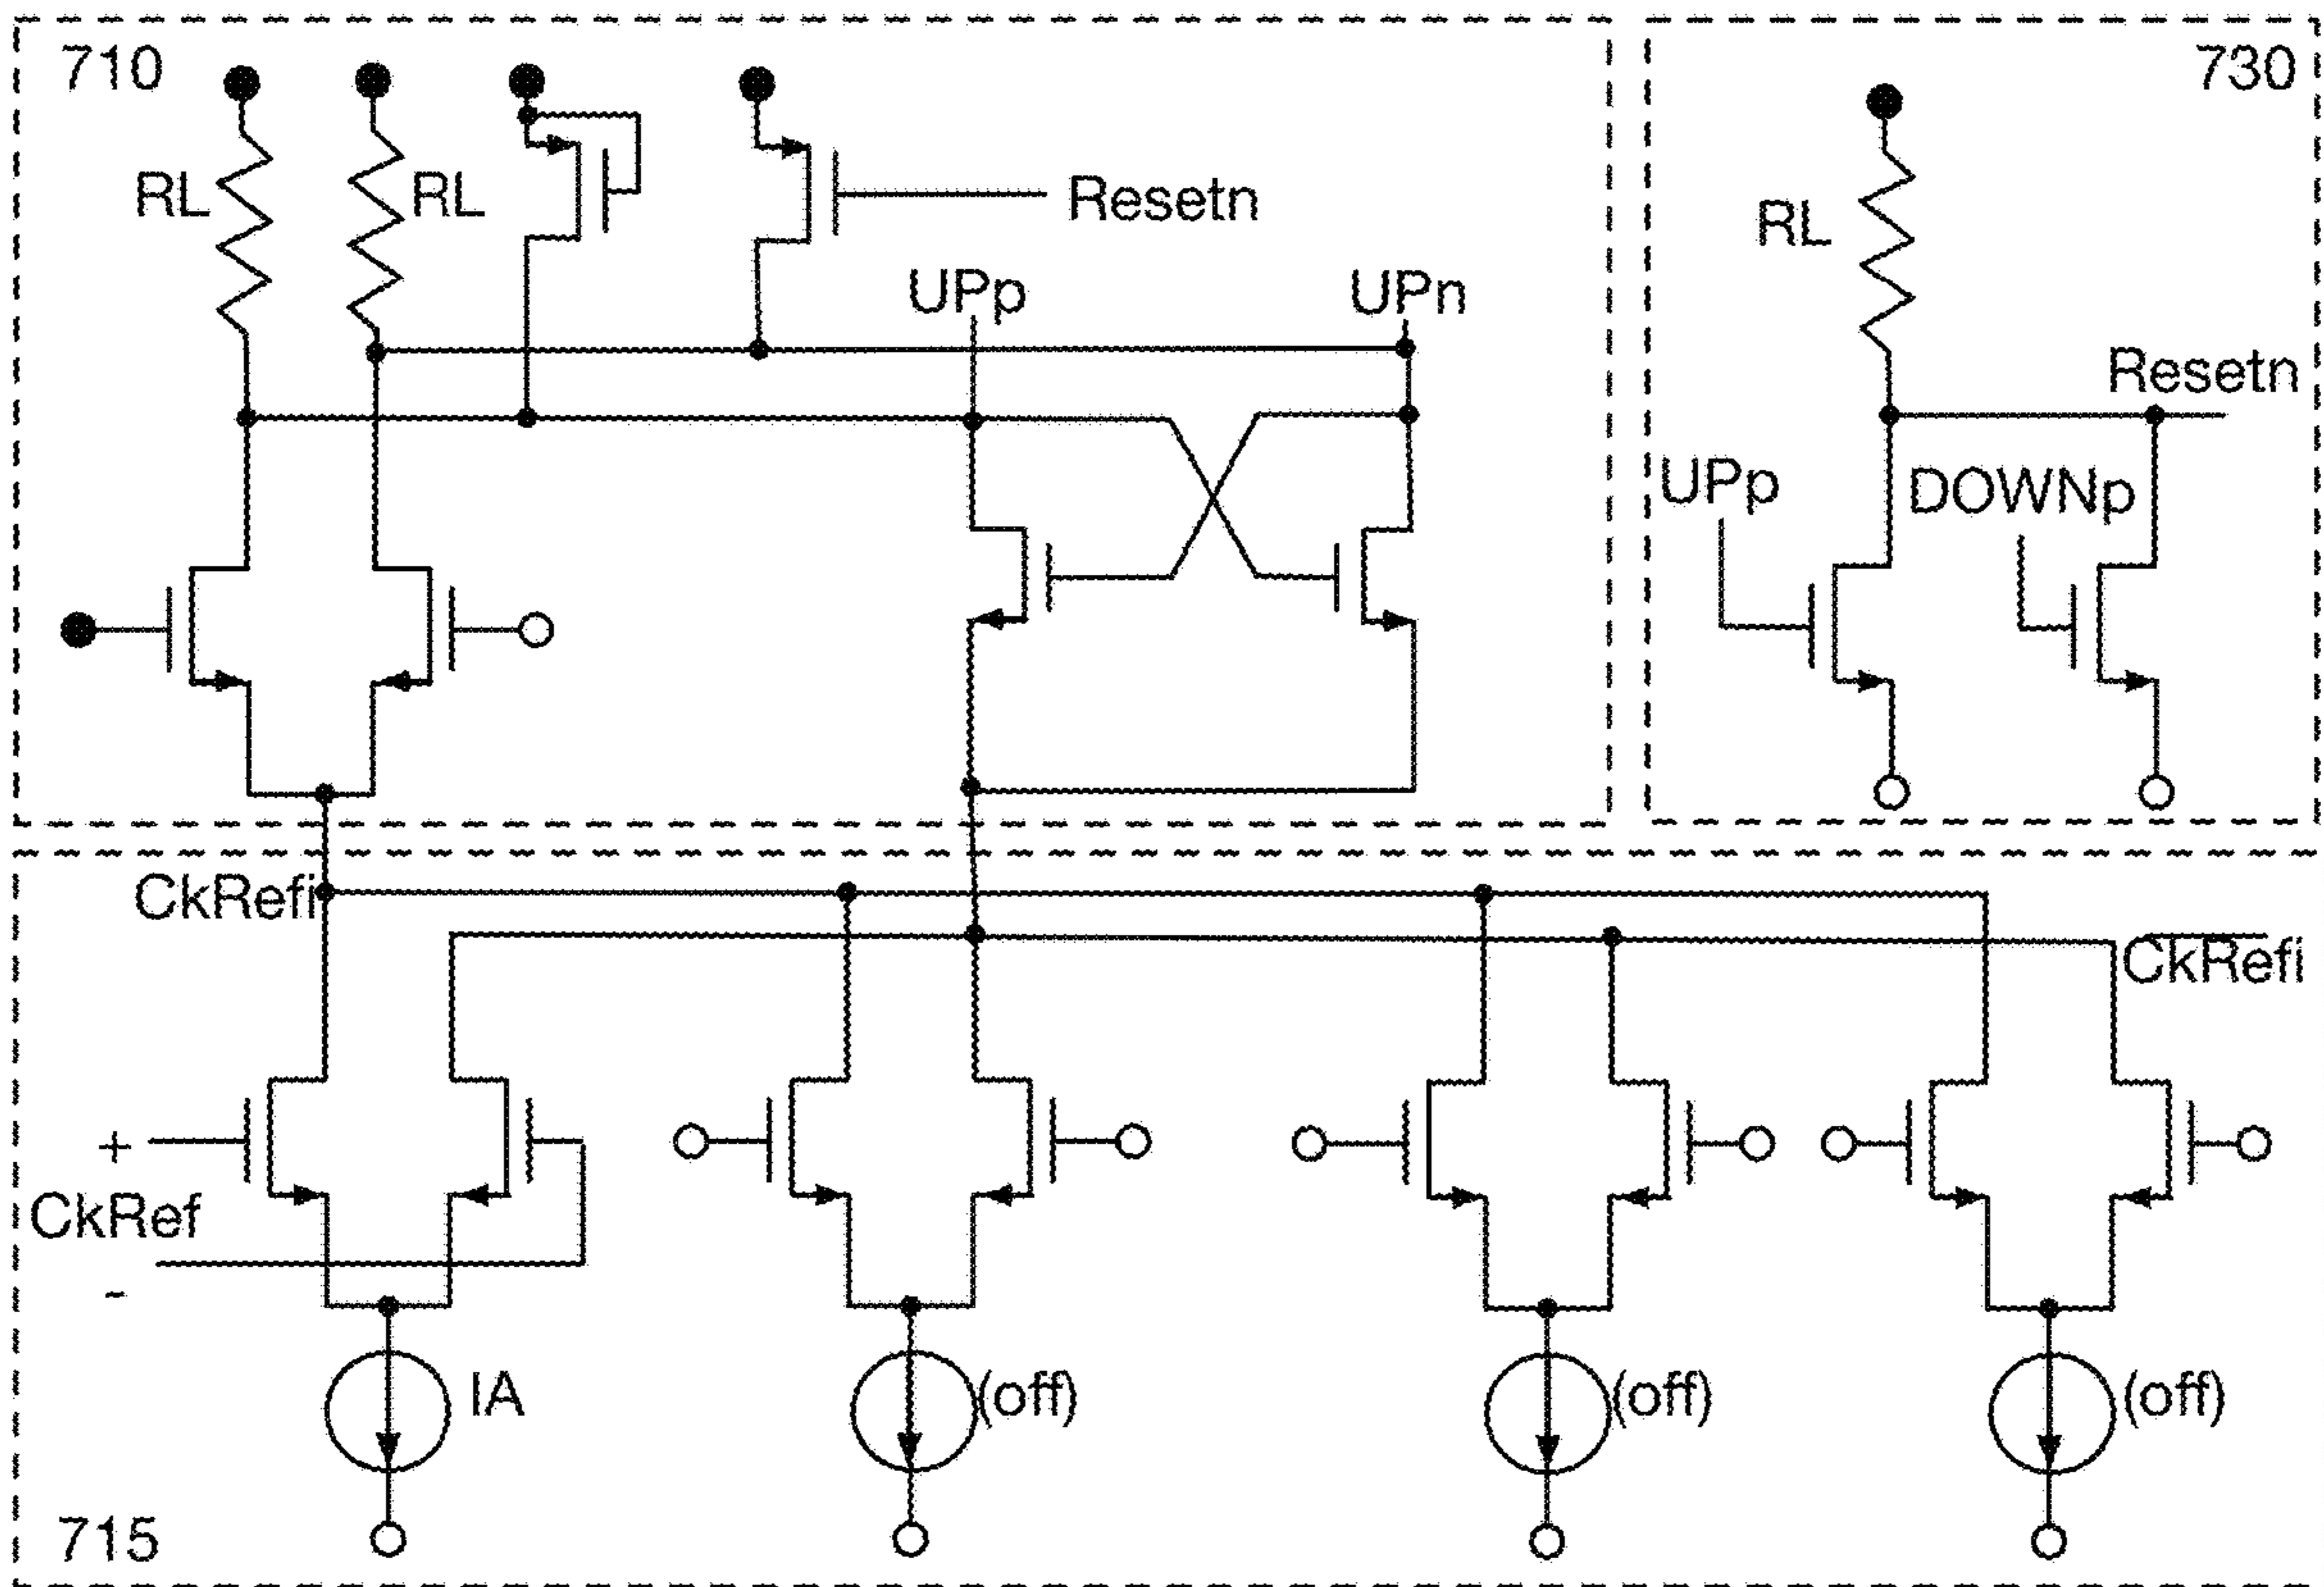 710
730
RL
RL
Resetn
RL
UPp
UPn
Resetn
UPp
DOWNp
CkRefi
CkRefi
+
CkRef
-
IA
(off)
(off)
(off)
715